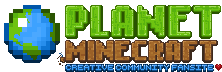 PLANET
MINECRAFT
CREATIVE COMMUNITY FANSITE